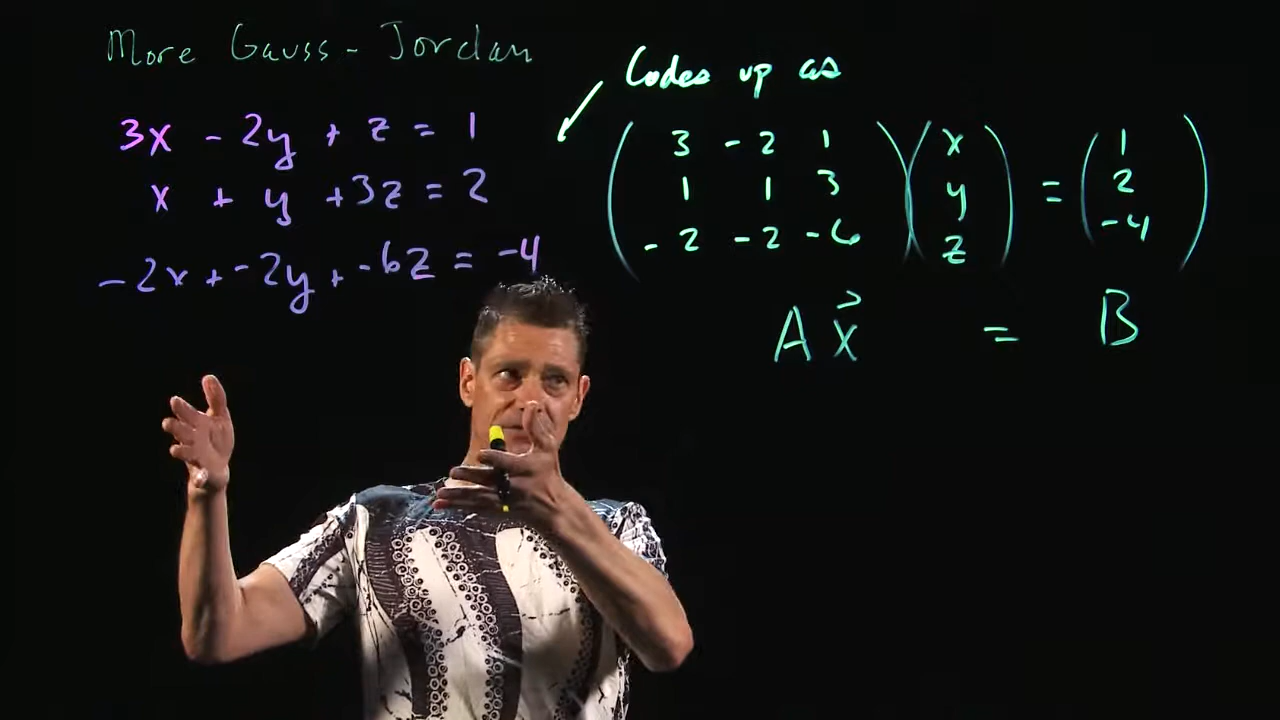 More Gauss-Jordan
Codes up as
3x - 2y + z = 1
x + y + 3z = 2
-2x + -2y + -6z = -4
( 3 -2 1 ) ( x ) = ( 1 )
( 1 1 3 ) ( y ) = ( 2 )
( -2 -2 -6 ) ( z ) = ( -4 )
A x⃗ = B